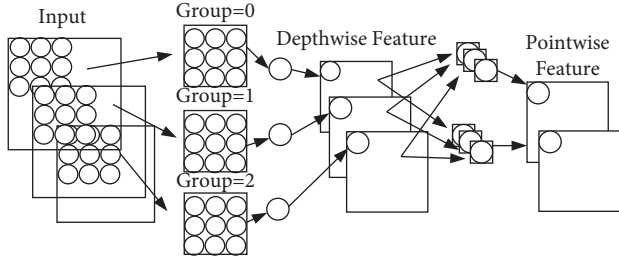 Input
Group=0
Depthwise Feature
Pointwise
Feature
Group=1
Group=2